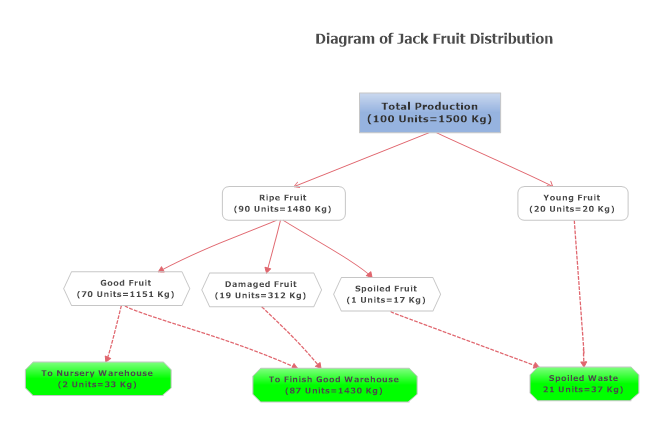 Diagram of Jack Fruit Distribution
Total Production
(100 Units=1500 Kg)
Ripe Fruit
(90 Units=1480 Kg)
Young Fruit
(20 Units=20 Kg)
Good Fruit
(70 Units=1151 Kg)
Damaged Fruit
(19 Units=312 Kg)
Spoiled Fruit
(1 Units=17 Kg)
To Nursery Warehouse
(2 Units=33 Kg)
To Finish Good Warehouse
(87 Units=1430 Kg)
Spoiled Waste
21 Units=37 Kg)